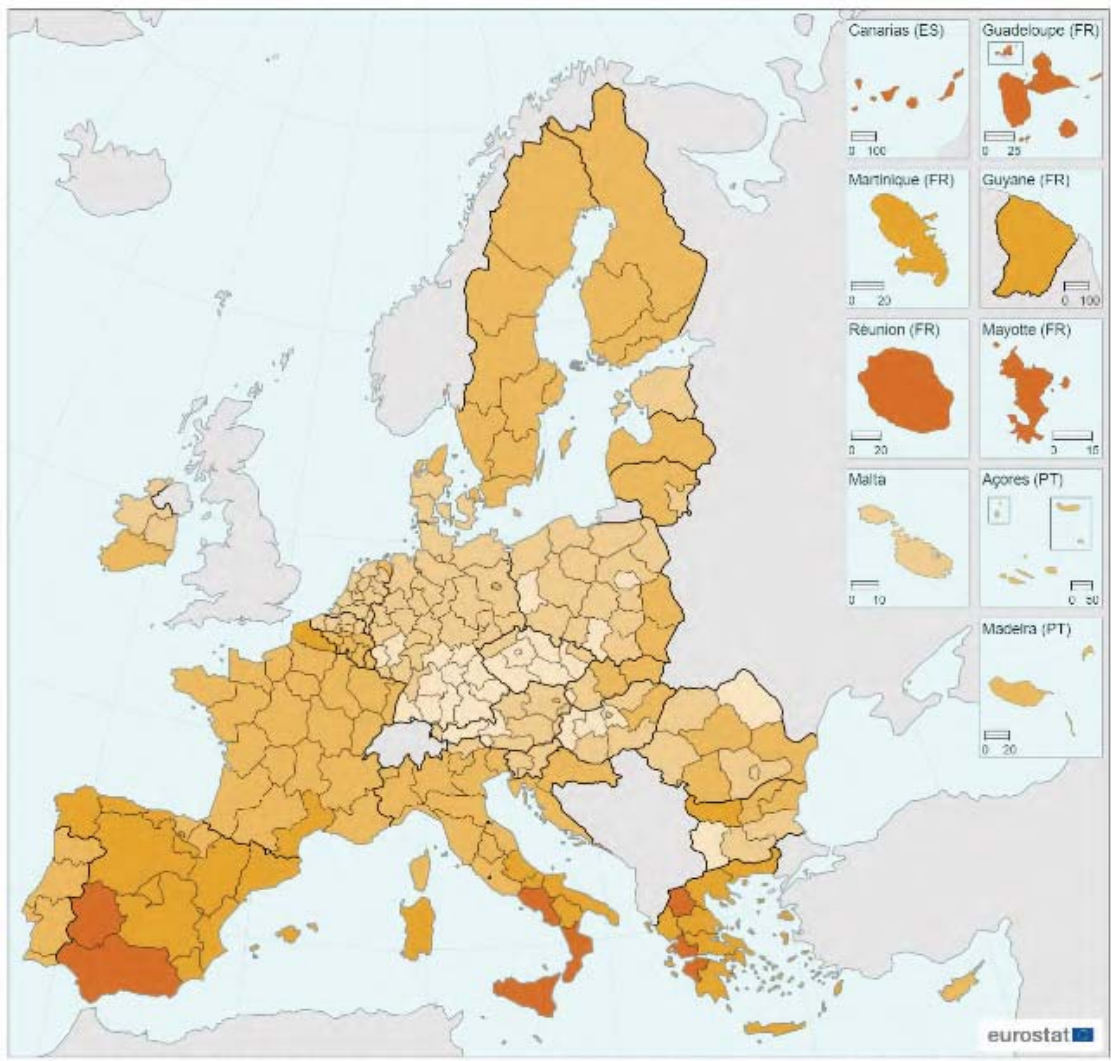 Canarias (ES)
0 100
Guadeloupe (FR)
0 25
Martinique (FR)
0 20
Guyane (FR)
0 100
Réunion (FR)
0 20
Mayotte (FR)
0 15
Malta
0 10
Açores (PT)
0 50
Madeira (PT)
0 20
eurostat